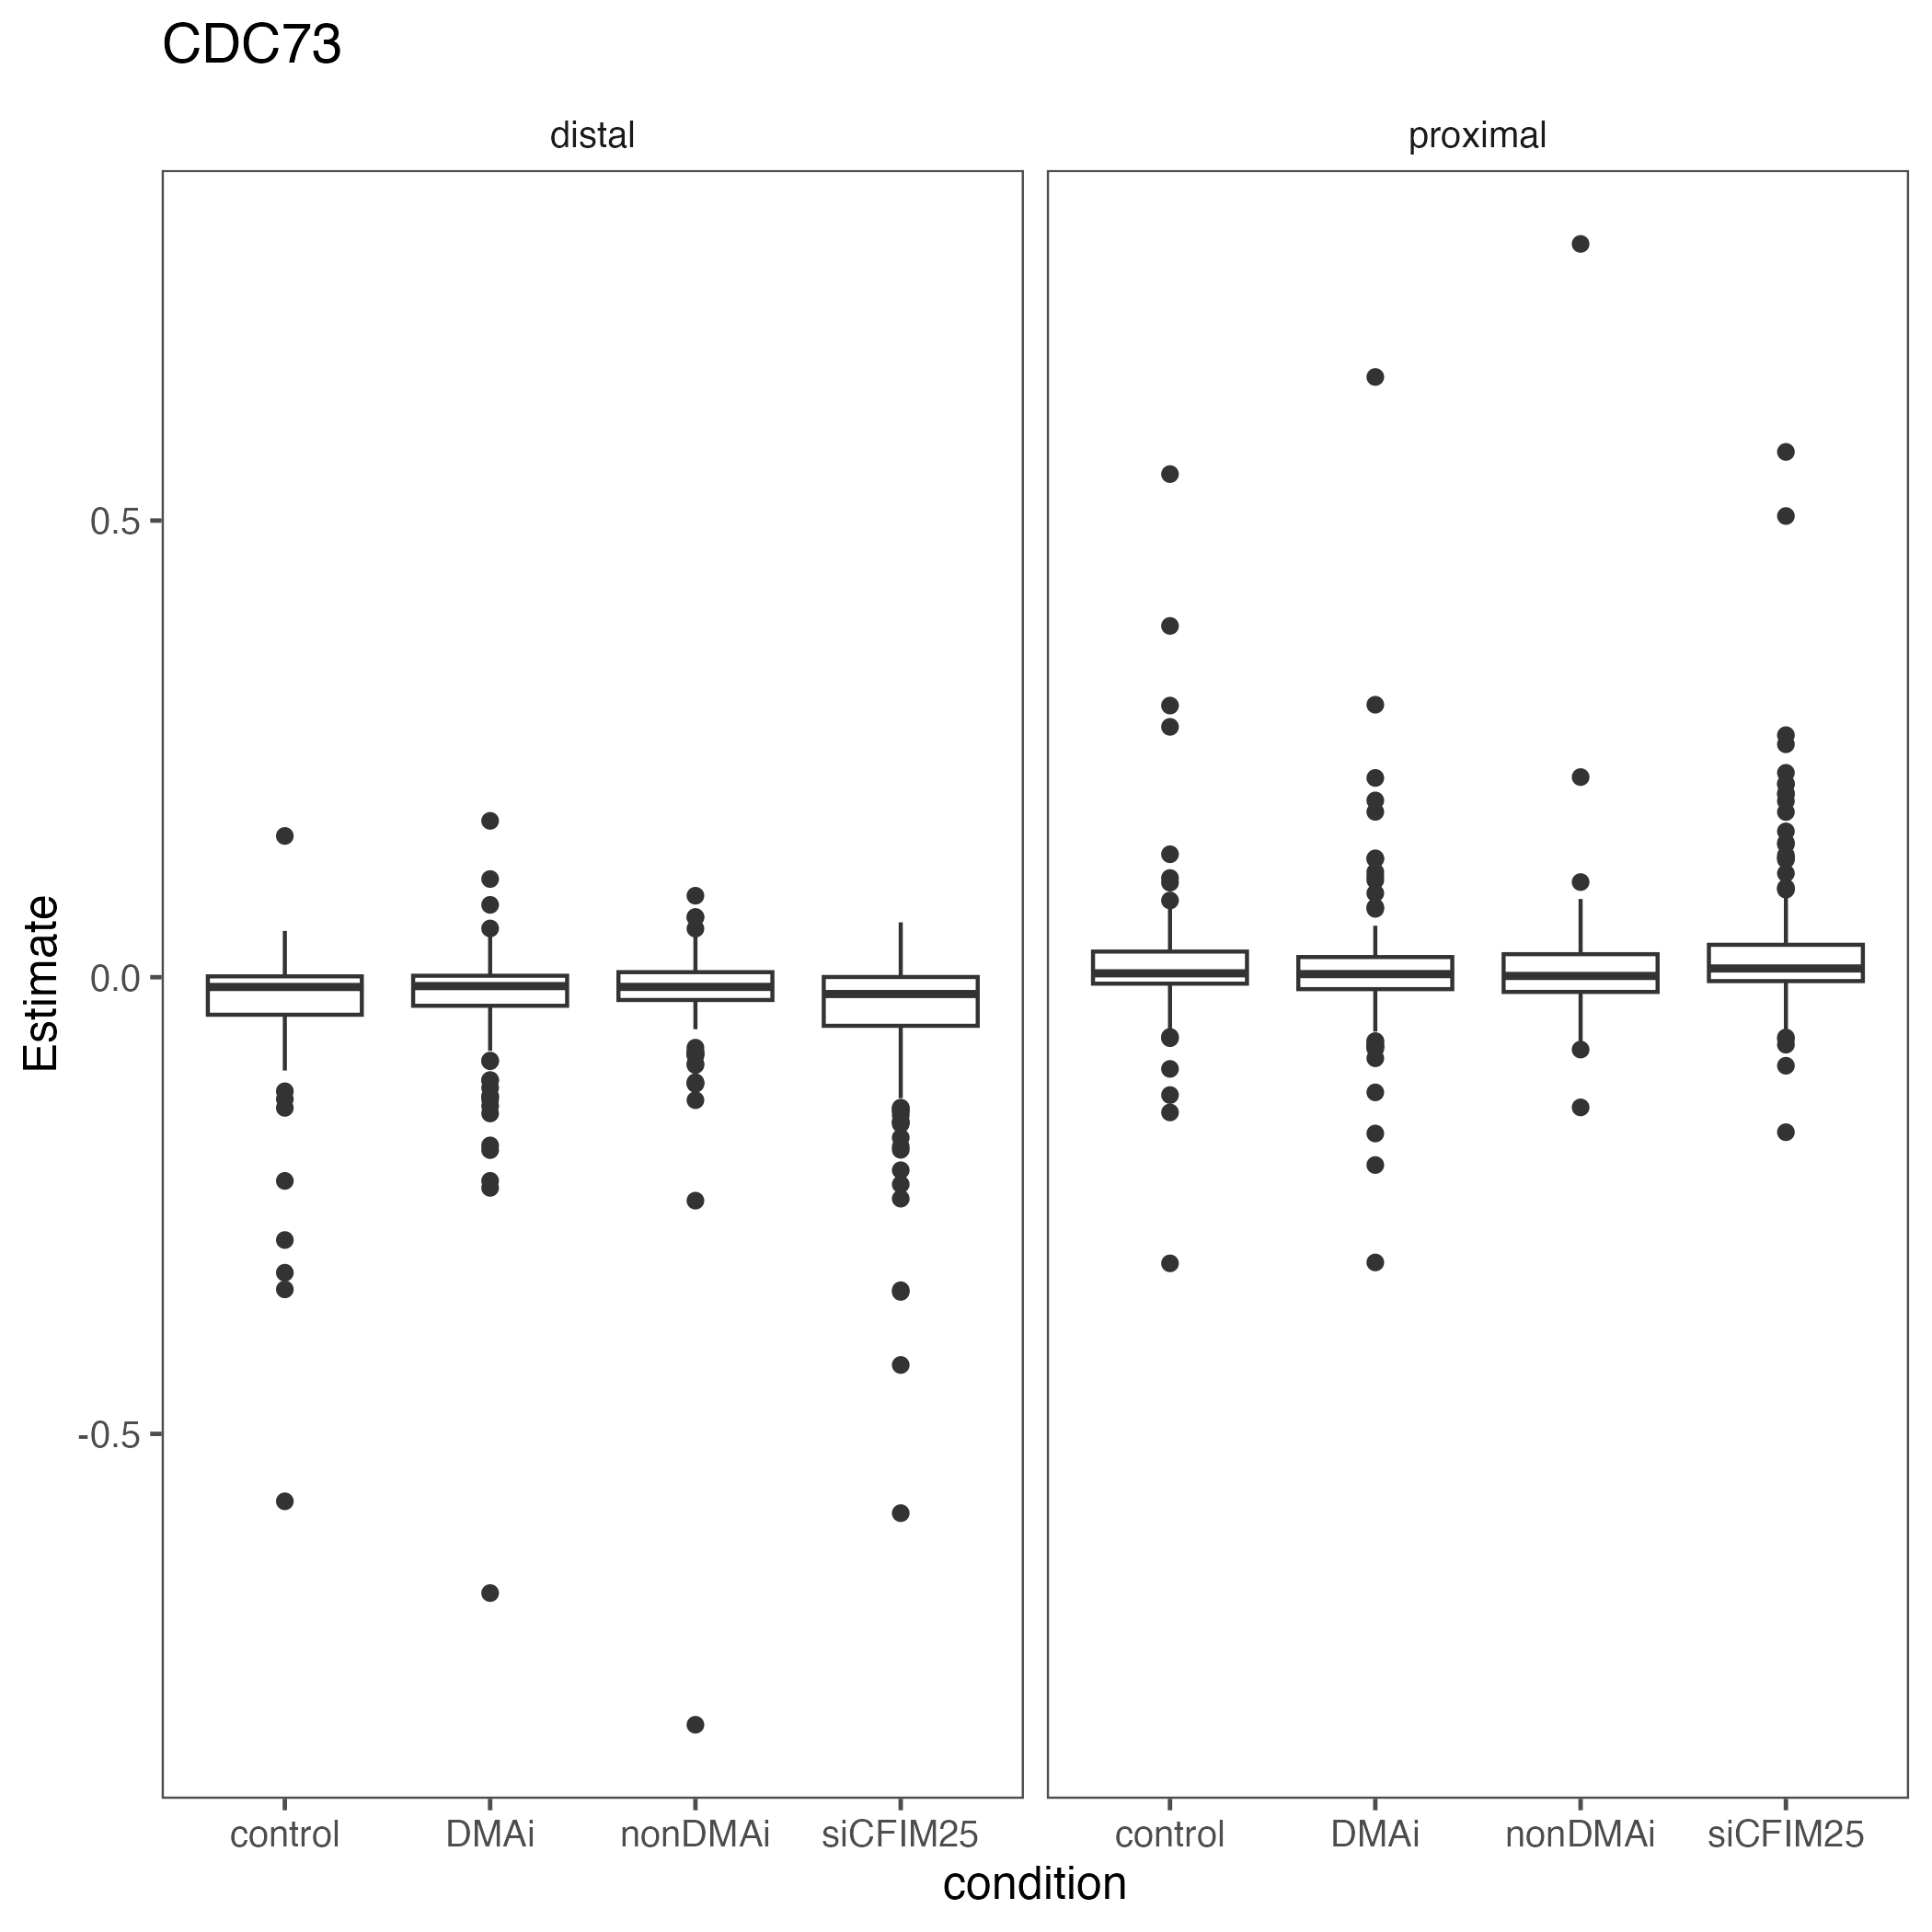 CDC73
distal
proximal
Estimate
0.5
0.0
-0.5
control DMAi nonDMAi siCFIM25
control DMAi nonDMAi siCFIM25
condition